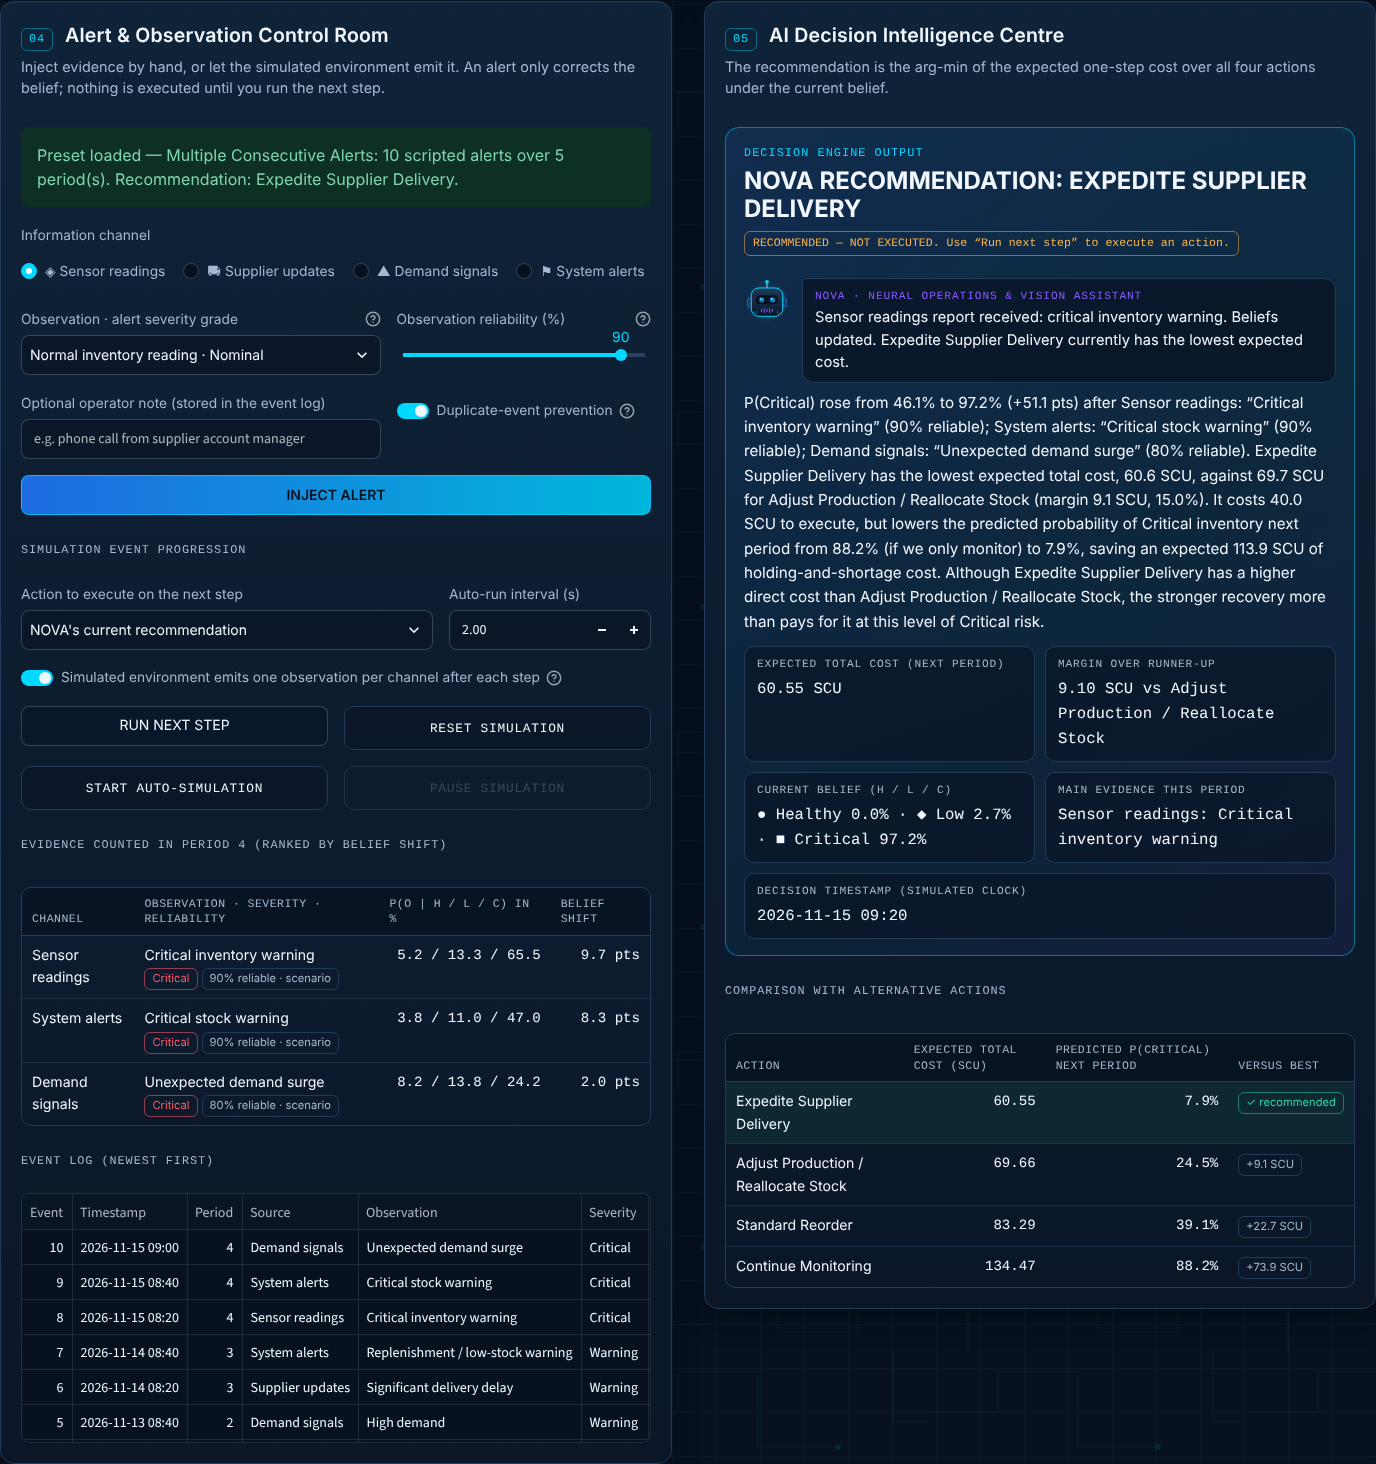 04 Alert & Observation Control Room
Inject evidence by hand, or let the simulated environment emit it. An alert only corrects the
belief; nothing is executed until you run the next step.
Preset loaded — Multiple Consecutive Alerts: 10 scripted alerts over 5
period(s). Recommendation: Expedite Supplier Delivery.
Information channel
◈ Sensor readings ⛟ Supplier updates ▲ Demand signals ⚑ System alerts
Observation · alert severity grade
Observation reliability (%)
90
Normal inventory reading · Nominal
Optional operator note (stored in the event log)
Duplicate-event prevention
e.g. phone call from supplier account manager
INJECT ALERT
SIMULATION EVENT PROGRESSION
Action to execute on the next step
Auto-run interval (s)
NOVA's current recommendation
2.00
Simulated environment emits one observation per channel after each step
RUN NEXT STEP
RESET SIMULATION
START AUTO-SIMULATION
PAUSE SIMULATION
EVIDENCE COUNTED IN PERIOD 4 (RANKED BY BELIEF SHIFT)
CHANNEL
OBSERVATION · SEVERITY ·
RELIABILITY
P(O | H / L / C) IN
%
BELIEF
SHIFT
Sensor
readings
Critical inventory warning
Critical 90% reliable · scenario
5.2 / 13.3 / 65.5
9.7 pts
System alerts
Critical stock warning
Critical 90% reliable · scenario
3.8 / 11.0 / 47.0
8.3 pts
Demand
signals
Unexpected demand surge
Critical 80% reliable · scenario
8.2 / 13.8 / 24.2
2.0 pts
EVENT LOG (NEWEST FIRST)
Event Timestamp Period Source Observation Severity
10 2026-11-15 09:00 4 Demand signals Unexpected demand surge Critical
9 2026-11-15 08:40 4 System alerts Critical stock warning Critical
8 2026-11-15 08:20 4 Sensor readings Critical inventory warning Critical
7 2026-11-14 08:40 3 System alerts Replenishment / low-stock warning Warning
6 2026-11-14 08:20 3 Supplier updates Significant delivery delay Warning
5 2026-11-13 08:40 2 Demand signals High demand Warning
05 AI Decision Intelligence Centre
The recommendation is the arg-min of the expected one-step cost over all four actions
under the current belief.
DECISION ENGINE OUTPUT
NOVA RECOMMENDATION: EXPEDITE SUPPLIER
DELIVERY
RECOMMENDED — NOT EXECUTED. Use “Run next step” to execute an action.
NOVA · NEURAL OPERATIONS & VISION ASSISTANT
Sensor readings report received: critical inventory warning. Beliefs
updated. Expedite Supplier Delivery currently has the lowest expected
cost.
P(Critical) rose from 46.1% to 97.2% (+51.1 pts) after Sensor readings: “Critical
inventory warning” (90% reliable); System alerts: “Critical stock warning” (90%
reliable); Demand signals: “Unexpected demand surge” (80% reliable). Expedite
Supplier Delivery has the lowest expected total cost, 60.6 SCU, against 69.7 SCU
for Adjust Production / Reallocate Stock (margin 9.1 SCU, 15.0%). It costs 40.0
SCU to execute, but lowers the predicted probability of Critical inventory next
period from 88.2% (if we only monitor) to 7.9%, saving an expected 113.9 SCU of
holding-and-shortage cost. Although Expedite Supplier Delivery has a higher
direct cost than Adjust Production / Reallocate Stock, the stronger recovery more
than pays for it at this level of Critical risk.
EXPECTED TOTAL COST (NEXT PERIOD)
60.55 SCU
MARGIN OVER RUNNER-UP
9.10 SCU vs Adjust
Production / Reallocate
Stock
CURRENT BELIEF (H / L / C)
● Healthy 0.0% · ◆ Low 2.7%
· ■ Critical 97.2%
MAIN EVIDENCE THIS PERIOD
Sensor readings: Critical
inventory warning
DECISION TIMESTAMP (SIMULATED CLOCK)
2026-11-15 09:20
COMPARISON WITH ALTERNATIVE ACTIONS
ACTION
EXPECTED TOTAL
COST (SCU)
PREDICTED P(CRITICAL)
NEXT PERIOD
VERSUS BEST
Expedite Supplier
Delivery
60.55
7.9%
✓ recommended
Adjust Production /
Reallocate Stock
69.66
24.5%
+9.1 SCU
Standard Reorder
83.29
39.1%
+22.7 SCU
Continue Monitoring
134.47
88.2%
+73.9 SCU